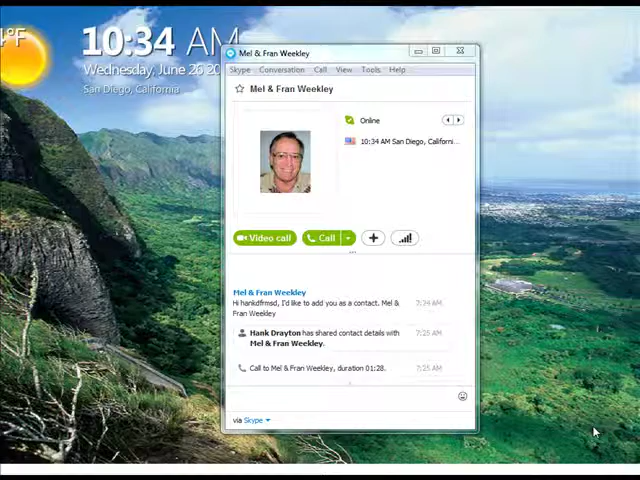 4°F
10:34 AM
Wednesday, June 26 20
San Diego, California
Mel & Fran Weekley
Skype Conversation Call View Tools Help
Mel & Fran Weekley
Online
10:34 AM San Diego, Californi...
Video call
Call
Mel & Fran Weekley
Hi hankdfrmsd, I'd like to add you as a contact. Mel & 7:34 AM
Fran Weekley
Hank Drayton has shared contact details with 7:25 AM
Mel & Fran Weekley.
Call to Mel & Fran Weekley, duration 01:28. 7:25 AM
via Skype